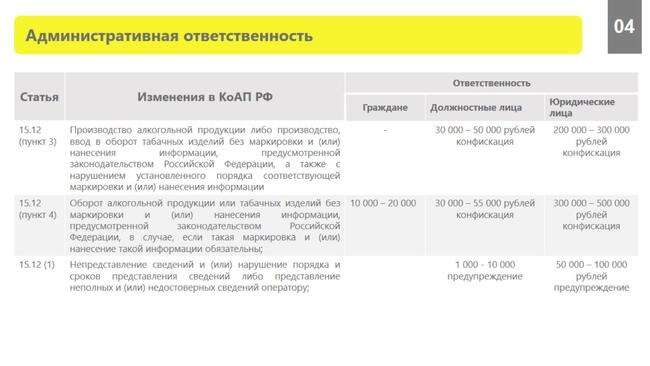 Административная ответственность
04
Статья
Изменения в КоАП РФ
Ответственность
Граждане
Должностные лица
Юридические
лица
15.12
(пункт 3)
Производство алкогольной продукции либо производство,
ввод в оборот табачных изделий без маркировки и (или)
нанесения информации, предусмотренной
законодательством Российской Федерации, а также с
нарушением установленного порядка соответствующей
маркировки и (или) нанесения информации
-
30 000 – 50 000 рублей
конфискация
200 000 – 300 000
рублей
конфискация
15.12
(пункт 4)
Оборот алкогольной продукции или табачных изделий без
маркировки и (или) нанесения информации,
предусмотренной законодательством Российской
Федерации, в случае, если такая маркировка и (или)
нанесение такой информации обязательны;
10 000 – 20 000
30 000 – 55 000 рублей
конфискация
300 000 – 500 000
рублей
конфискация
15.12 (1)
Непредставление сведений и (или) нарушение порядка и
сроков представления сведений либо представление
неполных и (или) недостоверных сведений оператору;
1 000 - 10 000
предупреждение
50 000 – 100 000
рублей
предупреждение